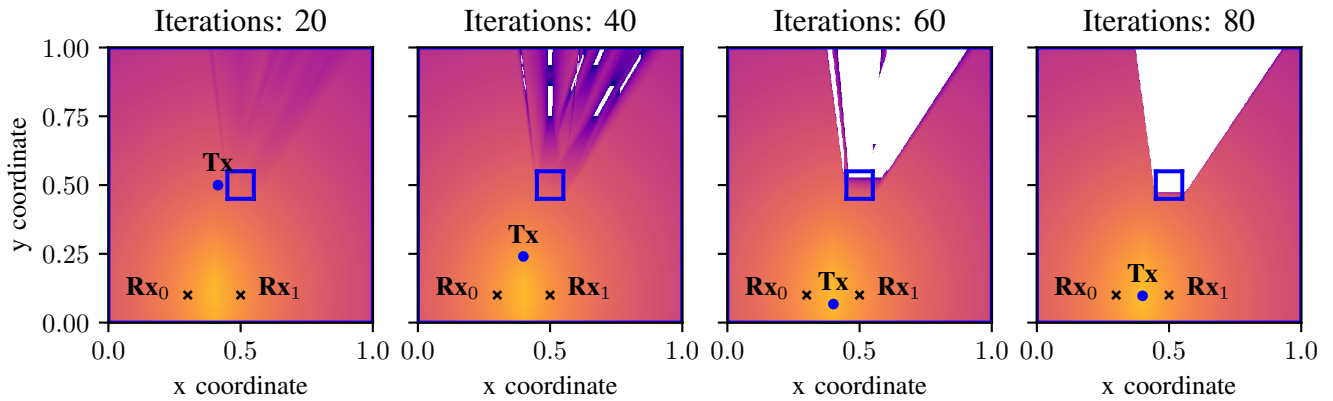 Iterations: 20
Iterations: 40
Iterations: 60
Iterations: 80
y coordinate
1.00
0.75
0.50
0.25
0.00
Tx
Rx0
Rx1
0.0 0.5 1.0
x coordinate
Tx
Rx0
Rx1
0.0 0.5 1.0
x coordinate
Tx
Rx0
Rx1
0.0 0.5 1.0
x coordinate
Tx
Rx0
Rx1
0.0 0.5 1.0
x coordinate